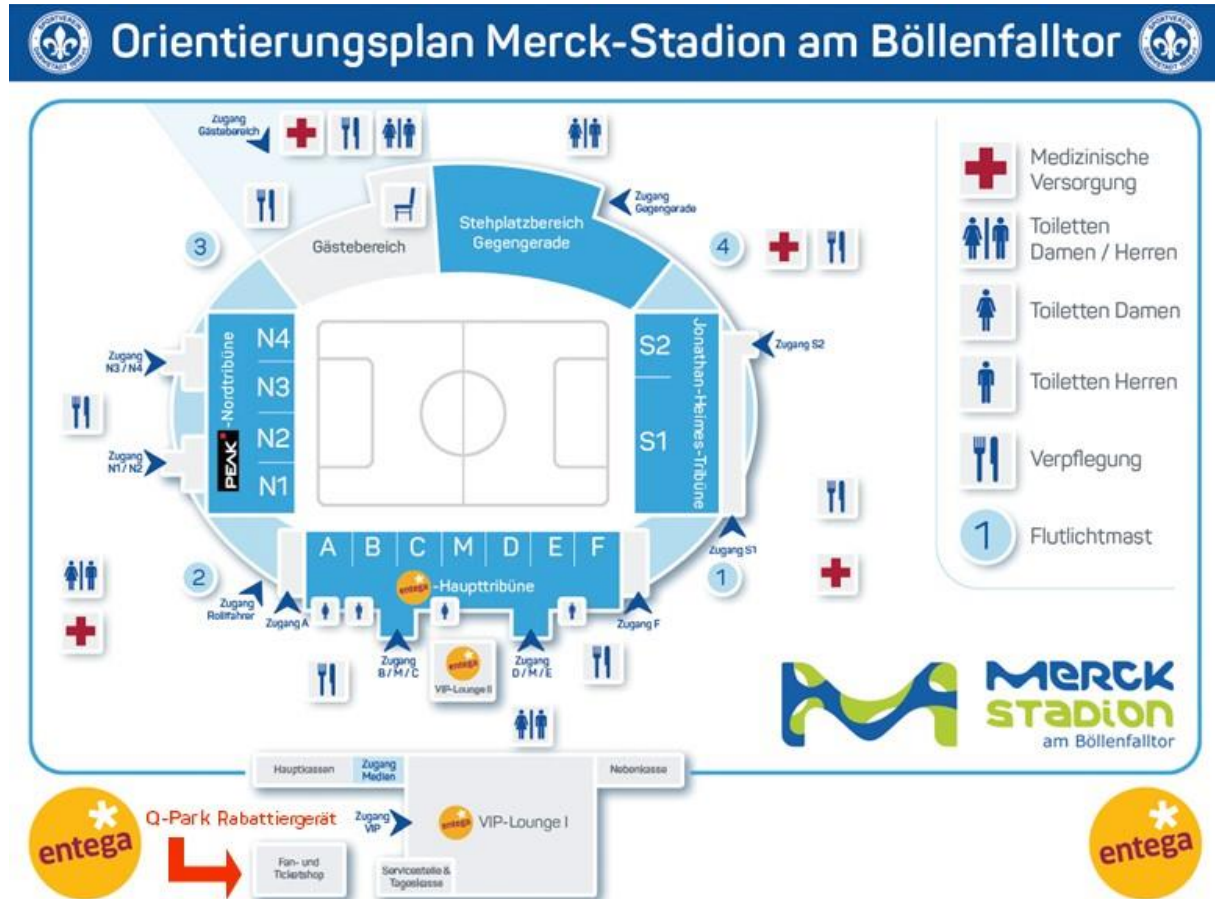 Orientierungsplan Merck-Stadion am Böllenfalltor
Zugang
Gästebereich
Medizinische
Versorgung
Toiletten
Damen / Herren
Toiletten Damen
Toiletten Herren
Verpflegung
1
Flutlichtmast
Zugang
Gegengerade
Stehplatzbereich
Gegengerade
Gästebereich
3
4
Zugang
N3/N4
PEAK
-Nordtribüne
N4
N3
N2
N1
Zugang
N1/N2
S2
S1
Jonathan-Heimes-Tribüne
Zugang S2
Zugang S1
A B C M D E F
entega
-Haupttribüne
2
1
Zugang
Rollifahrer
Zugang A
Zugang
B/M/C
entega
VIP-Lounge II
Zugang
D/M/E
Zugang F
MERCK
STADION
am Böllenfalltor
Hauptkassen
Zugang
Medien
Nebenkasse
entega
Q-Park Rabattiergerät
Zugang
VIP
entega
VIP-Lounge I
Fan- und
Ticketshop
Servicestelle &
Tageskasse
entega